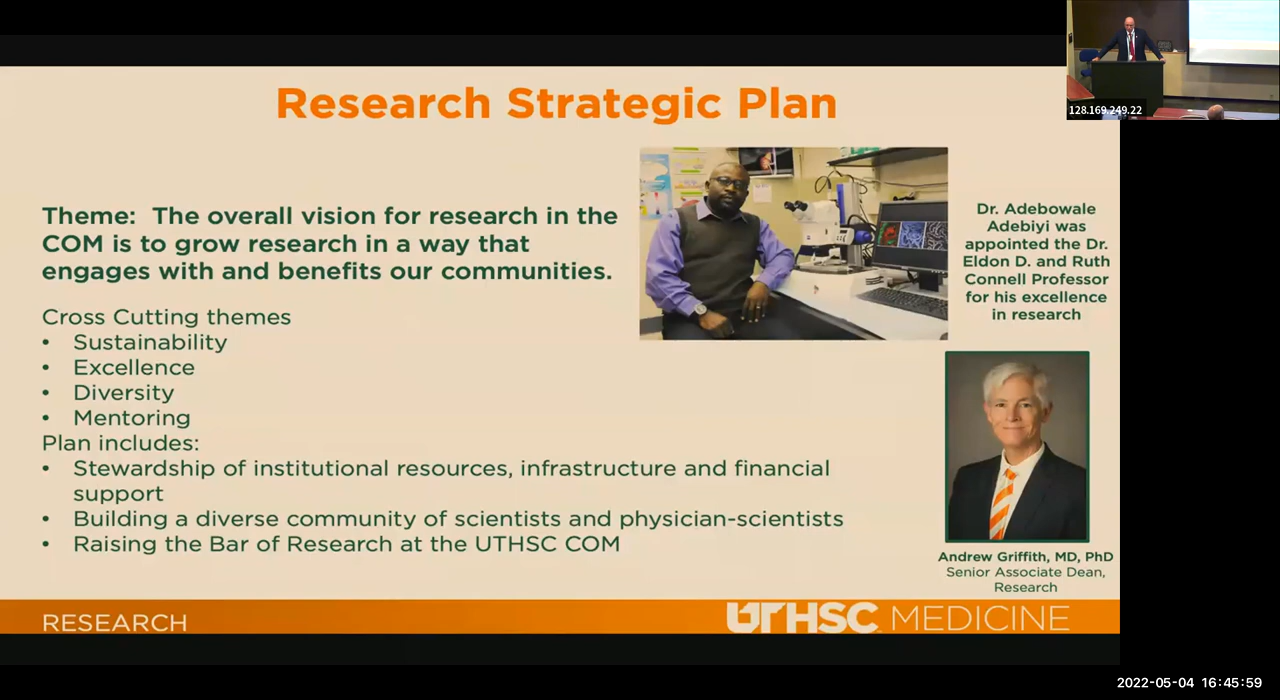 128.169.249.22
Research Strategic Plan
Theme: The overall vision for research in the
COM is to grow research in a way that
engages with and benefits our communities.
Cross Cutting themes
• Sustainability
• Excellence
• Diversity
• Mentoring
Plan includes:
• Stewardship of institutional resources, infrastructure and financial
support
• Building a diverse community of scientists and physician-scientists
• Raising the Bar of Research at the UTHSC COM
Dr. Adebowale
Adebiyi was
appointed the Dr.
Eldon D. and Ruth
Connell Professor
for his excellence
in research
Andrew Griffith, MD, PhD
Senior Associate Dean,
Research
RESEARCH
UTHSC MEDICINE
2022-05-04 16:45:59